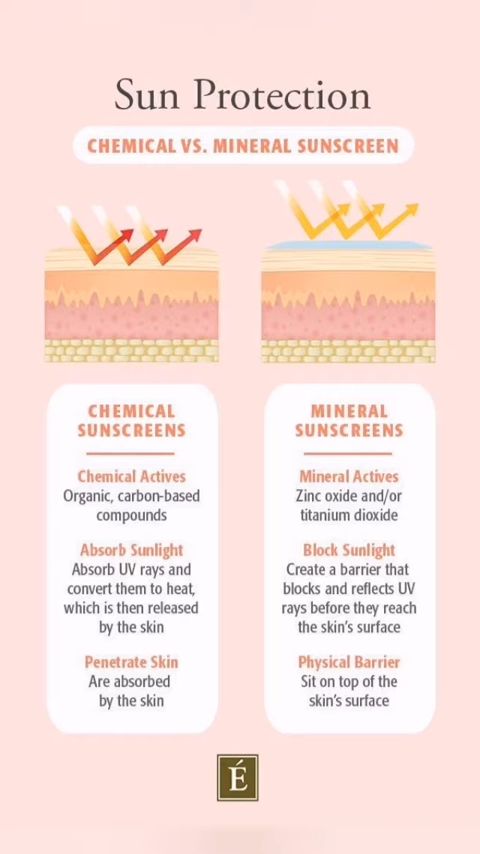 Sun Protection
CHEMICAL VS. MINERAL SUNSCREEN
CHEMICAL
SUNSCREENS
Chemical Actives
Organic, carbon-based
compounds
Absorb Sunlight
Absorb UV rays and
convert them to heat,
which is then released
by the skin
Penetrate Skin
Are absorbed
by the skin
MINERAL
SUNSCREENS
Mineral Actives
Zinc oxide and/or
titanium dioxide
Block Sunlight
Create a barrier that
blocks and reflects UV
rays before they reach
the skin's surface
Physical Barrier
Sit on top of the
skin's surface
É